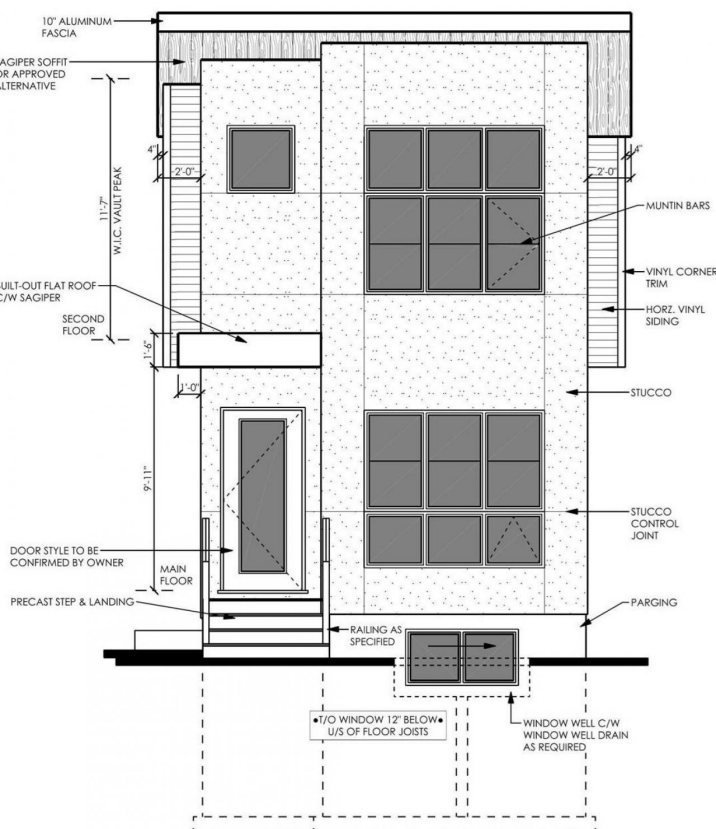 10" ALUMINUM
FASCIA
AGIPER SOFFIT
OR APPROVED
ALTERNATIVE
4"
2'-0"
4"
2'-0"
11'-7"
W.I.C. VAULT PEAK
MUNTIN BARS
VINYL CORNER
TRIM
BUILT-OUT FLAT ROOF
C/W SAGIPER
HORZ. VINYL
SIDING
SECOND
FLOOR
1'-6"
1'-0"
STUCCO
9'-11"
STUCCO
CONTROL
JOINT
DOOR STYLE TO BE
CONFIRMED BY OWNER
MAIN
FLOOR
PRECAST STEP & LANDING
PARGING
RAILING AS
SPECIFIED
•T/O WINDOW 12" BELOW•
U/S OF FLOOR JOISTS
WINDOW WELL C/W
WINDOW WELL DRAIN
AS REQUIRED